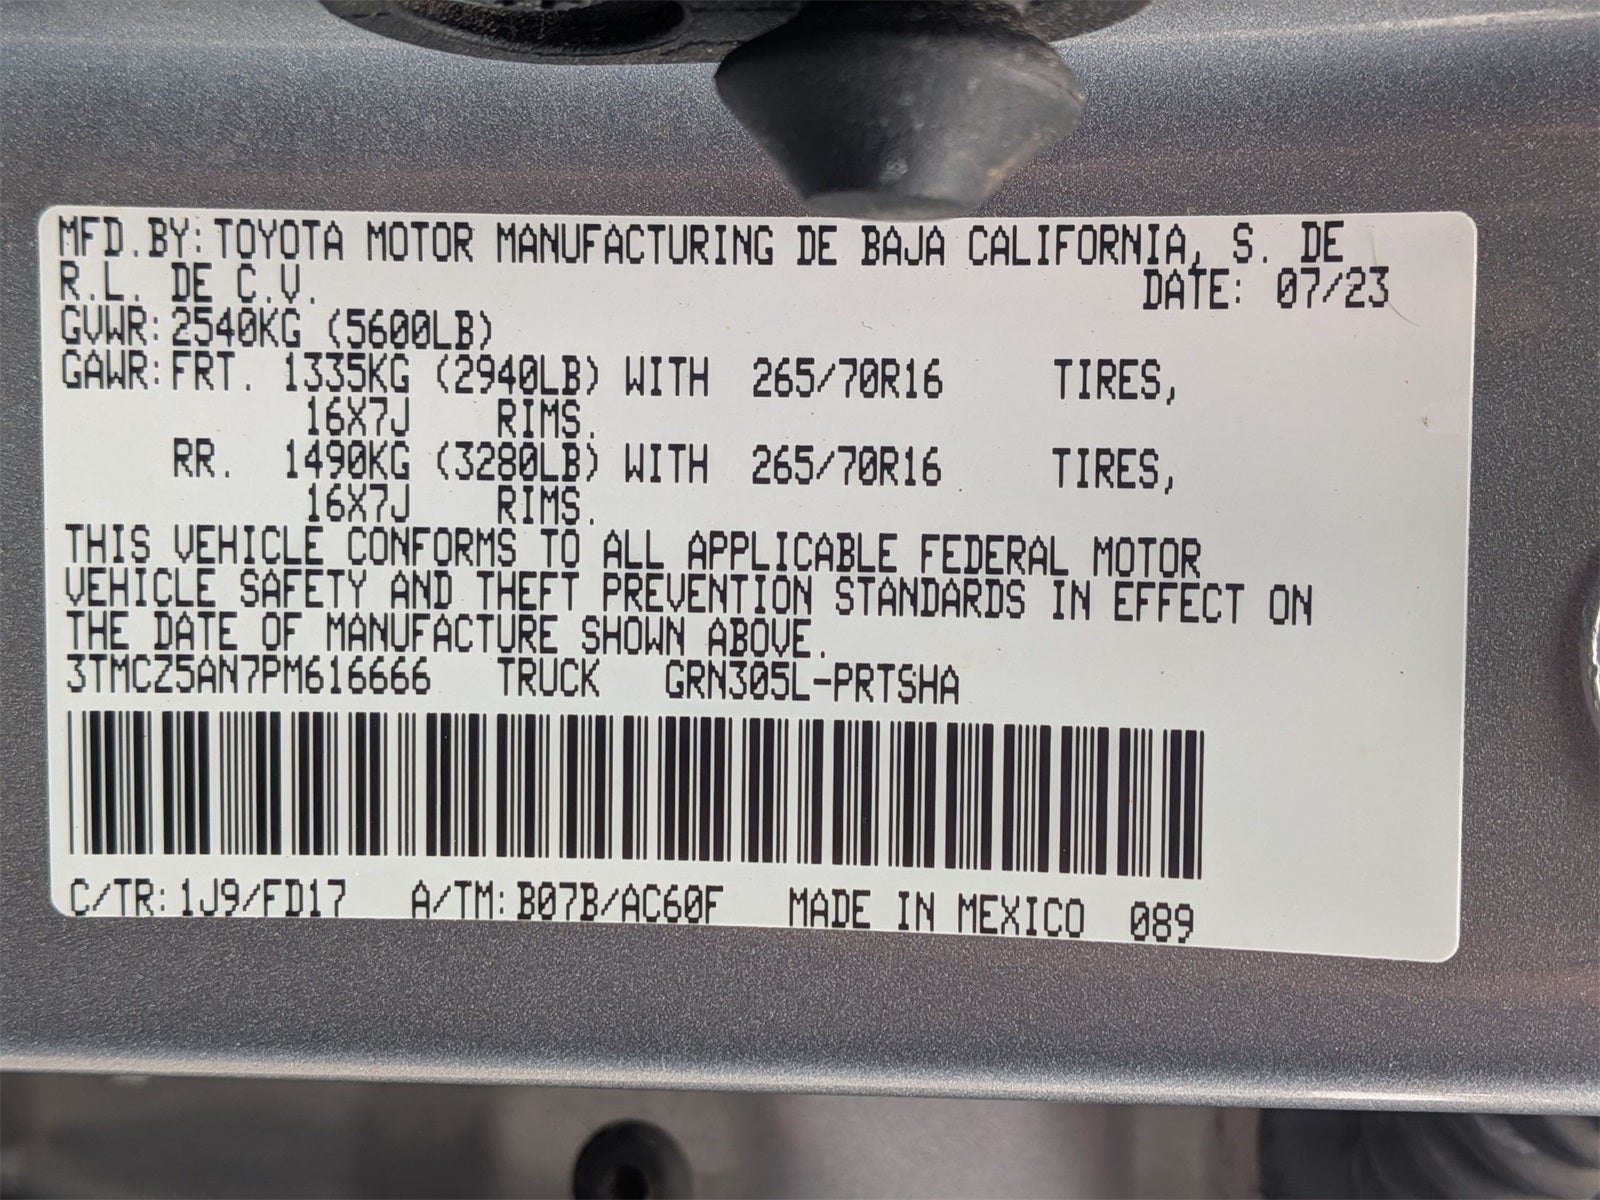 MFD.BY: TOYOTA MOTOR MANUFACTURING DE BAJA CALIFORNIA, S. DE
R.L. DE C.V. DATE: 07/23
GVWR: 2540KG (5600LB)
GAWR: FRT. 1335KG (2940LB) WITH 265/70R16 TIRES,
16X7J RIMS.
RR. 1490KG (3280LB) WITH 265/70R16 TIRES,
16X7J RIMS.
THIS VEHICLE CONFORMS TO ALL APPLICABLE FEDERAL MOTOR
VEHICLE SAFETY AND THEFT PREVENTION STANDARDS IN EFFECT ON
THE DATE OF MANUFACTURE SHOWN ABOVE.
3TMCZ5AN7PM616666 TRUCK GRN305L-PRTSHA
C/TR: 1J9/FD17 A/TM: B07B/AC60F MADE IN MEXICO 089